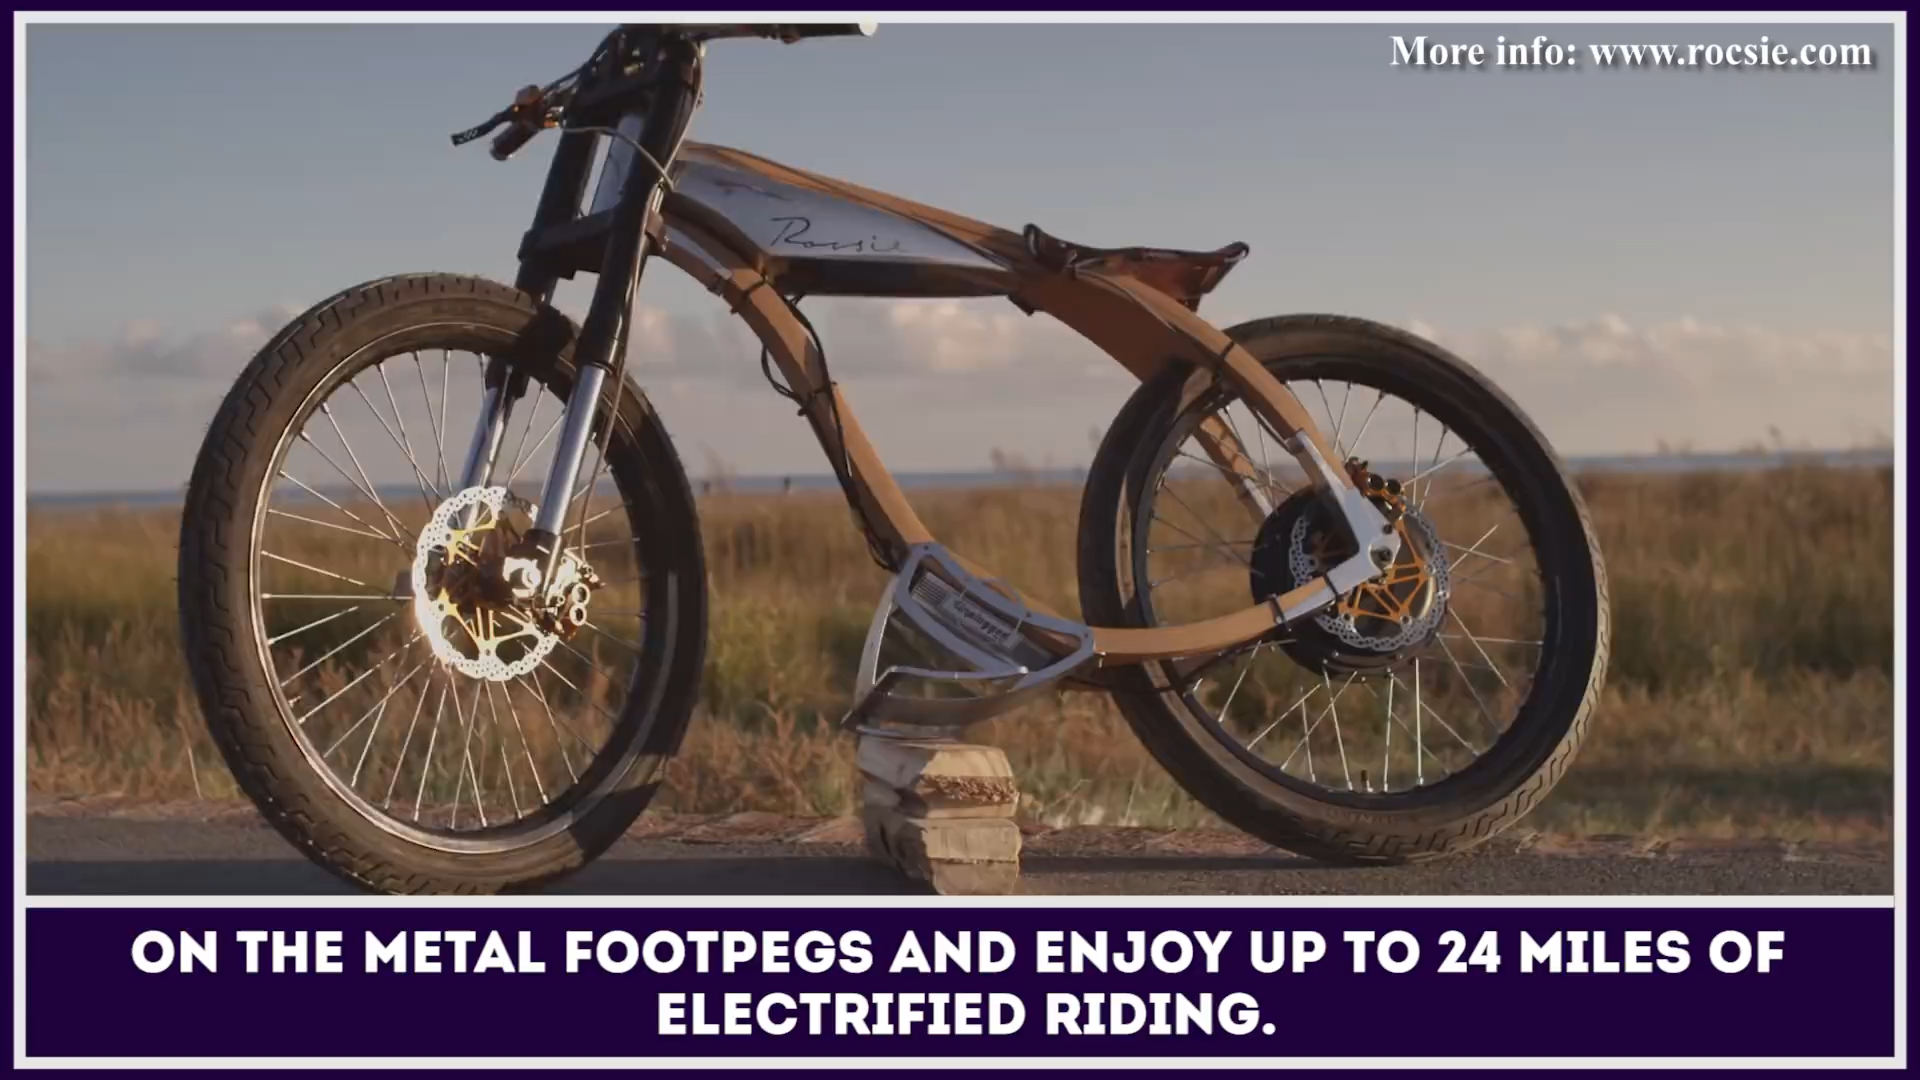 More info: www.rocsie.com
Rocsie
ON THE METAL FOOTPEGS AND ENJOY UP TO 24 MILES OF
ELECTRIFIED RIDING.